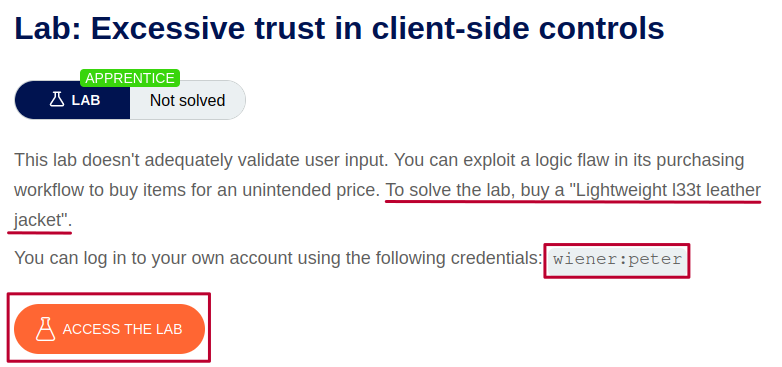 Lab: Excessive trust in client-side controls
APPRENTICE
LAB Not solved
This lab doesn't adequately validate user input. You can exploit a logic flaw in its purchasing
workflow to buy items for an unintended price. To solve the lab, buy a "Lightweight l33t leather
jacket".
You can log in to your own account using the following credentials: wiener:peter
ACCESS THE LAB